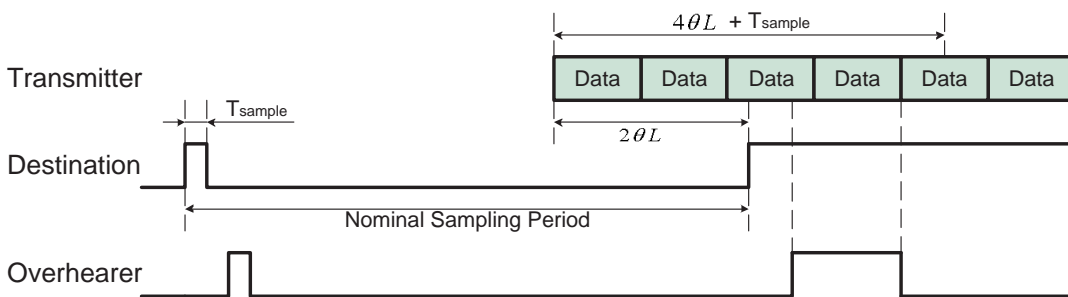 4θL + Tsample
Transmitter
Data Data Data Data Data Data
Tsample
2θL
Destination
Nominal Sampling Period
Overhearer